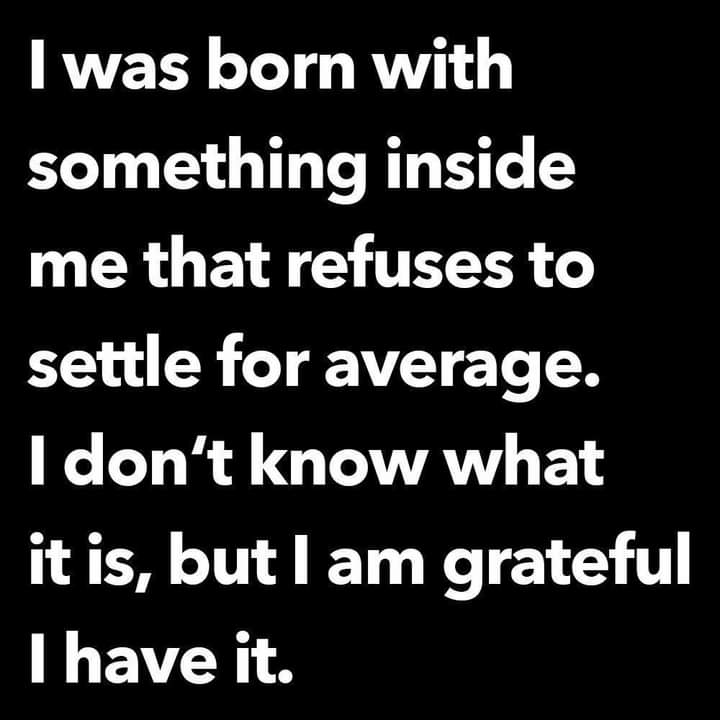 I was born with
something inside
me that refuses to
settle for average.
I don‘t know what
it is, but I am grateful
I have it.